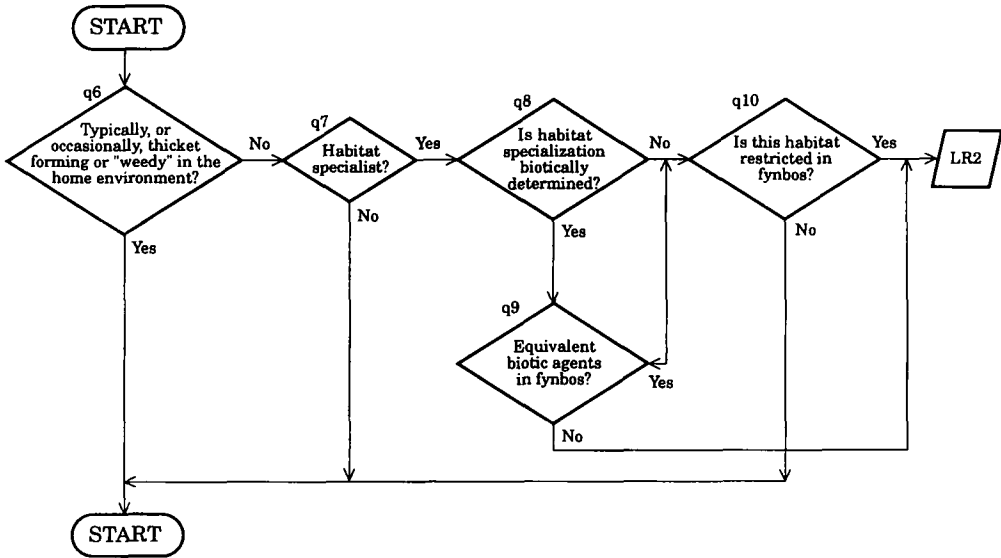 START
q6
Typically, or
occasionally, thicket
forming or "weedy" in the
home environment?
No
Yes
q7
Habitat
specialist?
Yes
No
q8
Is habitat
specialization
biotically
determined?
No
Yes
q9
Equivalent
biotic agents
in fynbos?
Yes
No
q10
Is this habitat
restricted in
fynbos?
Yes
No
LR2
START